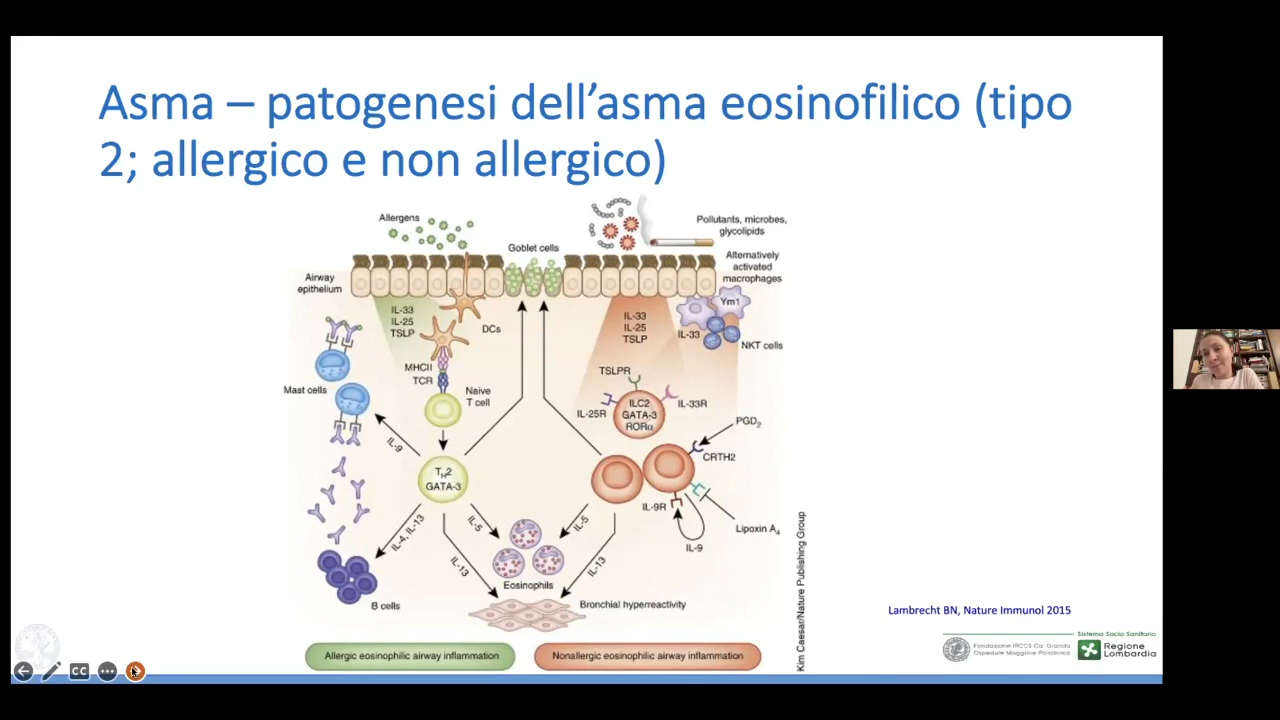 Asma – patogenesi dell’asma eosinofilico (tipo
2; allergico e non allergico)
Allergens
Goblet cells
Pollutants, microbes,
glycolipids
Alternatively
activated
macrophages
Airway
epithelium
IL-33
IL-25
TSLP
DCs
IL-33
IL-25
TSLP
Ym1
IL-33
NKT cells
MHCII
TCR
Mast cells
Naive
T cell
TSLPR
IL-25R
ILC2
GATA-3
RORα
IL-33R
PGD₂
CRTH2
IL-9
TH2
GATA-3
IL-9R
Lipoxin A₄
IL-9
IL-4, IL-13
IL-5
IL-5
IL-13
IL-13
Eosinophils
B cells
Bronchial hyperreactivity
Allergic eosinophilic airway inflammation
Nonallergic eosinophilic airway inflammation
Kim Caesar/Nature Publishing Group
Lambrecht BN, Nature Immunol 2015
Fondazione IRCCS Ca' Granda
Ospedale Maggiore Policlinico
Sistema Socio Sanitario
Regione
Lombardia
CC